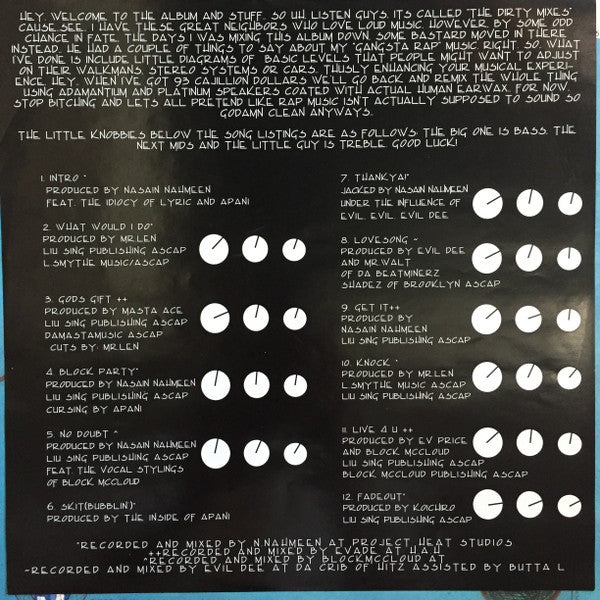 HEY. WELCOME TO THE ALBUM AND STUFF. SO UH! LISTEN GUYS. ITS CALLED "THE DIRTY MIXES"
CAUSE SEE. I HAVE THESE GREAT NEIGHBORS WHO LOVE LOUD MUSIC. HOWEVER. BY SOME ODD
CHANCE IN FATE. THE DAYS I WAS MIXING THIS ALBUM DOWN. SOME BASTARD MOVED IN THERE
INSTEAD. HE HAD A COUPLE OF THINGS TO SAY ABOUT MY "GANGSTA RAP" MUSIC. RIGHT. SO. WHAT
I'VE DONE IS INCLUDE LITTLE DIAGRAMS OF BASIC LEVELS THAT PEOPLE MIGHT WANT TO ADJUST
ON THEIR WALKMANS. STEREO SYSTEMS OR CARS. THUSLY ENHANCING YOUR MUSICAL EXPERI-
ENCE. HEY. WHEN I'VE GOT 93 CAJILLION DOLLARS WE'LL GO BACK AND REMIX THE WHOLE THING
USING ADAMANTIUM AND PLATINUM SPEAKERS COATED WITH ACTUAL HUMAN EARWAX. FOR NOW.
STOP BITCHING AND LETS ALL PRETEND LIKE RAP MUSIC ISN'T ACTUALLY SUPPOSED TO SOUND SO
GODAMN CLEAN ANYWAYS.
THE LITTLE KNOBBIES BELOW THE SONG LISTINGS ARE AS FOLLOWS: THE BIG ONE IS BASS. THE
NEXT MIDS AND THE LITTLE GUY IS TREBLE. GOOD LUCK!
1. INTRO *
PRODUCED BY NASAIN NAHMEEN
FEAT. THE IDIOCY OF LYRIC AND APANI
2. WHAT WOULD I DO*
PRODUCED BY MR.LEN
LIU SING PUBLISHING ASCAP
L.SMYTHE MUSIC/ASCAP
3. GODS GIFT ++
PRODUCED BY MASTA ACE
LIU SING PUBLISHING ASCAP
DAMASTAMUSIC ASCAP
CUTS BY: MR.LEN
4. BLOCK PARTY*
PRODUCED BY NASAIN NAHMEEN
LIU SING PUBLISHING ASCAP
CURSING BY APANI
5. NO DOUBT ^
PRODUCED BY NASAIN NAHMEEN
LIU SING PUBLISHING ASCAP
FEAT. THE VOCAL STYLINGS
OF BLOCK MCCLOUD
6. SKIT(BUBBLIN)*
PRODUCED BY THE INSIDE OF APANI
7. THANKYA!*
JACKED BY NASAIN NAHMEEN
UNDER THE INFLUENCE OF
EVIL. EVIL. EVIL DEE
8. LOVESONG ~
PRODUCED BY EVIL DEE
AND MR.WALT
OF DA BEATMINERZ
SHADEZ OF BROOKLYN ASCAP
9. GET IT++
PRODUCED BY
NASAIN NAHMEEN
LIU SING PUBLISHING ASCAP
10. KNOCK *
PRODUCED BY MR.LEN
L.SMYTHE MUSIC ASCAP
LIU SING PUBLISHING ASCAP
11. LIVE 4 U ++
PRODUCED BY EV PRICE
AND BLOCK MCCLOUD
LIU SING PUBLISHING ASCAP
BLOCK MCCLOUD ASCAP
12. FADEOUT*
PRODUCED BY KOICHIRO
LIU SING PUBLISHING ASCAP
*RECORDED AND MIXED BY N.NAHMEEN AT PROJECT HEAT STUDIOS
++RECORDED AND MIXED BY EVADE AT H.A.H
^RECORDED AND MIXED BY BLOCKMCCLOUD AT
~RECORDED AND MIXED BY EVIL DEE AT DA CRIB OF HITZ ASSISTED BY BUTTA L